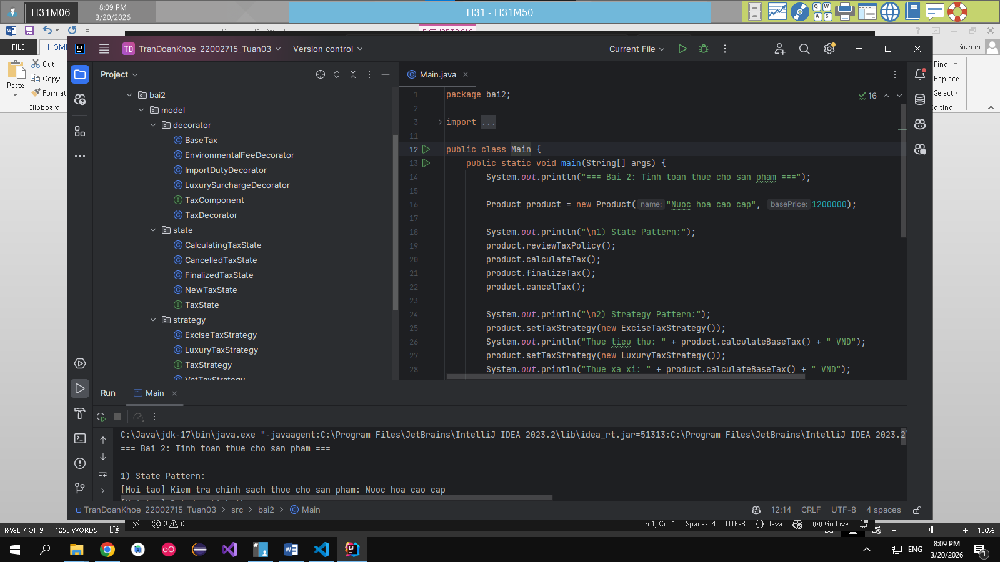 H31M06
8:09 PM
3/20/2026
H31 - H31M50
FILE
HOME
Sign in
Paste
Cut
Copy
Format
Clipboard
Find
Replace
Select
TD TranDoanKhoe_22002715_Tuan03
Version control
Current File
Project
bai2
model
decorator
BaseTax
EnvironmentalFeeDecorator
ImportDutyDecorator
LuxurySurchargeDecorator
TaxComponent
TaxDecorator
state
CalculatingTaxState
CancelledTaxState
FinalizedTaxState
NewTaxState
TaxState
strategy
ExciseTaxStrategy
LuxuryTaxStrategy
TaxStrategy
VatTaxStrategy
Main.java
16
1 package bai2;
2
3 import ...
11
12 public class Main {
13 public static void main(String[] args) {
14 System.out.println("=== Bai 2: Tinh toan thue cho san pham ===");
15
16 Product product = new Product( name: "Nuoc hoa cao cap", basePrice: 1200000);
17
18 System.out.println("\n1) State Pattern:");
19 product.reviewTaxPolicy();
20 product.calculateTax();
21 product.finalizeTax();
22 product.cancelTax();
23
24 System.out.println("\n2) Strategy Pattern:");
25 product.setTaxStrategy(new ExciseTaxStrategy());
26 System.out.println("Thue tieu thu: " + product.calculateBaseTax() + " VND");
27 product.setTaxStrategy(new LuxuryTaxStrategy());
28 System.out.println("Thue xa xi: " + product.calculateBaseTax() + " VND");
Run
Main
C:\Java\jdk-17\bin\java.exe "-javaagent:C:\Program Files\JetBrains\IntelliJ IDEA 2023.2\lib\idea_rt.jar=51313:C:\Program Files\JetBrains\IntelliJ IDEA 2023.2
=== Bai 2: Tinh toan thue cho san pham ===
1) State Pattern:
[Moi tao] Kiem tra chinh sach thue cho san pham: Nuoc hoa cao cap
TranDoanKhoe_22002715_Tuan03 > src > bai2 > Main
12:14 CRLF UTF-8 4 spaces
0 0
Ln 1, Col 1 Spaces: 4 UTF-8 {} Java Go Live
PAGE 7 OF 9 1053 WORDS
130%
ENG
8:09 PM
3/20/2026
1